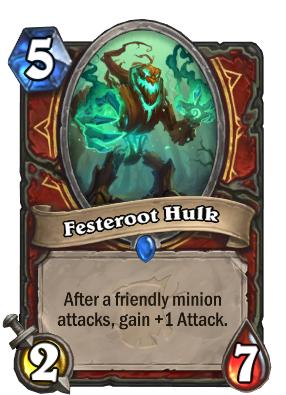 5
Festeroot Hulk
After a friendly minion
attacks, gain +1 Attack.
2
7